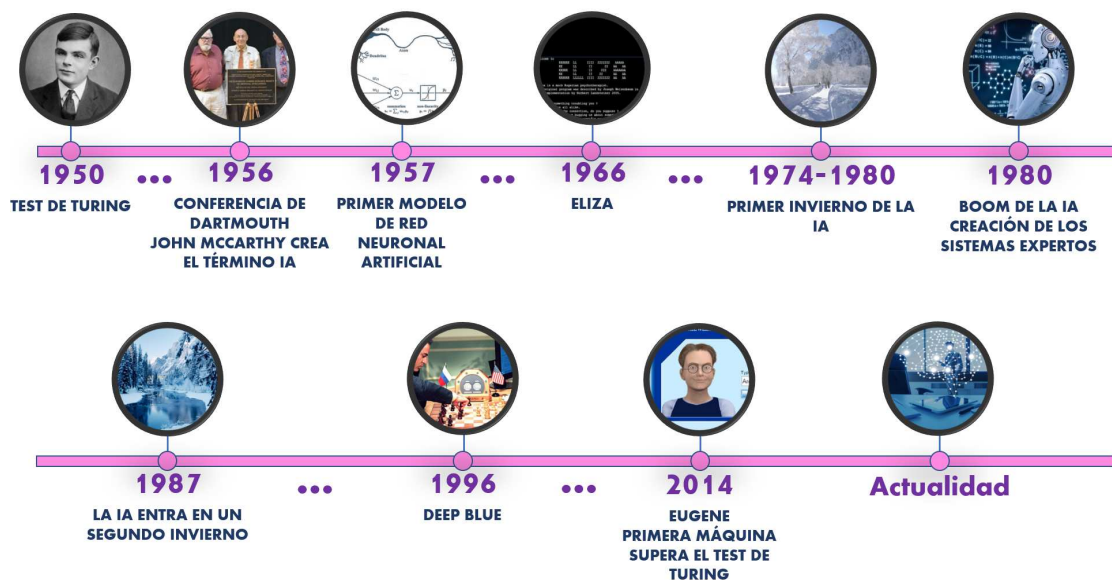 1950
TEST DE TURING
...
1956
CONFERENCIA DE
DARTMOUTH
JOHN MCCARTHY CREA
EL TÉRMINO IA
1957
PRIMER MODELO
DE RED
NEURONAL
ARTIFICIAL
...
1966
ELIZA
...
1974-1980
PRIMER INVIERNO DE LA
IA
1980
BOOM DE LA IA
CREACIÓN DE LOS
SISTEMAS EXPERTOS
1987
LA IA ENTRA EN UN
SEGUNDO INVIERNO
...
1996
DEEP BLUE
...
2014
EUGENE
PRIMERA MÁQUINA
SUPERA EL TEST DE
TURING
Actualidad